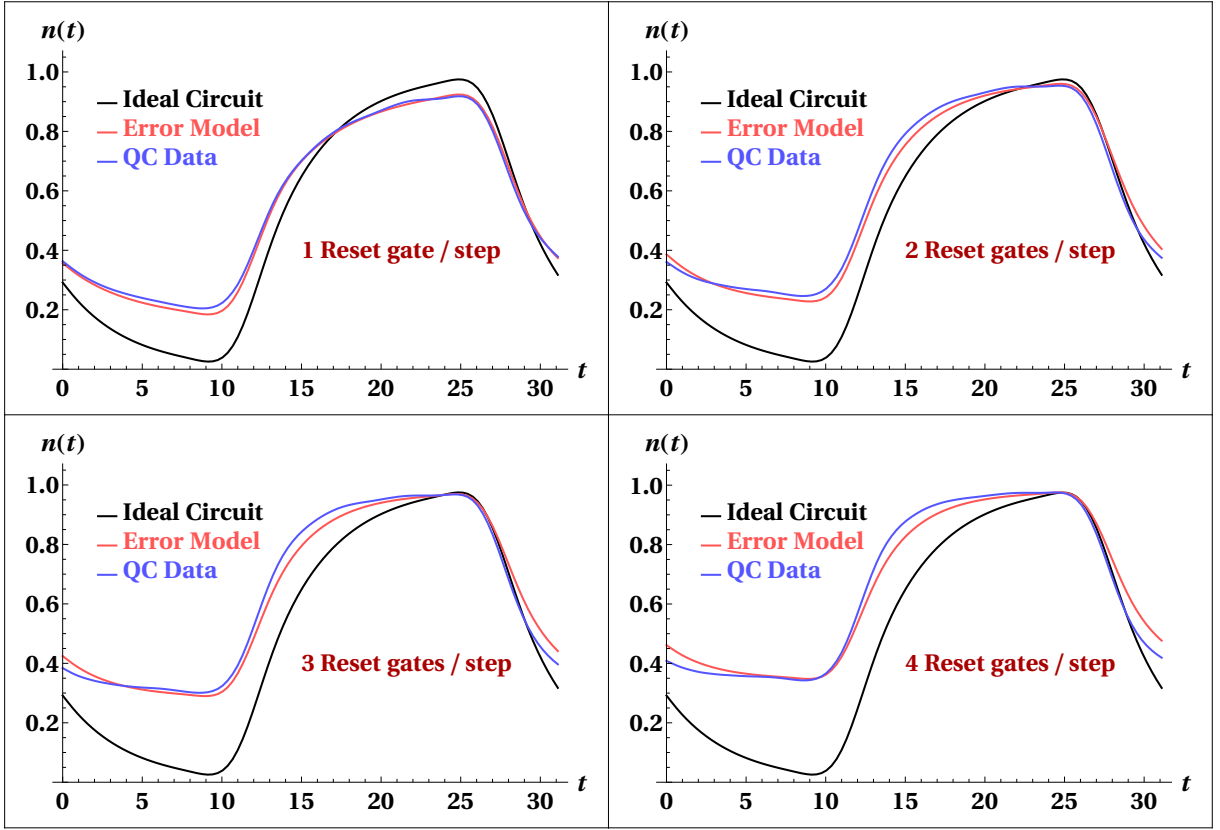 n(t)
1.0
0.8
0.6
0.4
0.2
Ideal Circuit
Error Model
QC Data
1 Reset gate / step
0 5 10 15 20 25 30 t
n(t)
1.0
0.8
0.6
0.4
0.2
Ideal Circuit
Error Model
QC Data
2 Reset gates / step
0 5 10 15 20 25 30 t
n(t)
1.0
0.8
0.6
0.4
0.2
Ideal Circuit
Error Model
QC Data
3 Reset gates / step
0 5 10 15 20 25 30 t
n(t)
1.0
0.8
0.6
0.4
0.2
Ideal Circuit
Error Model
QC Data
4 Reset gates / step
0 5 10 15 20 25 30 t